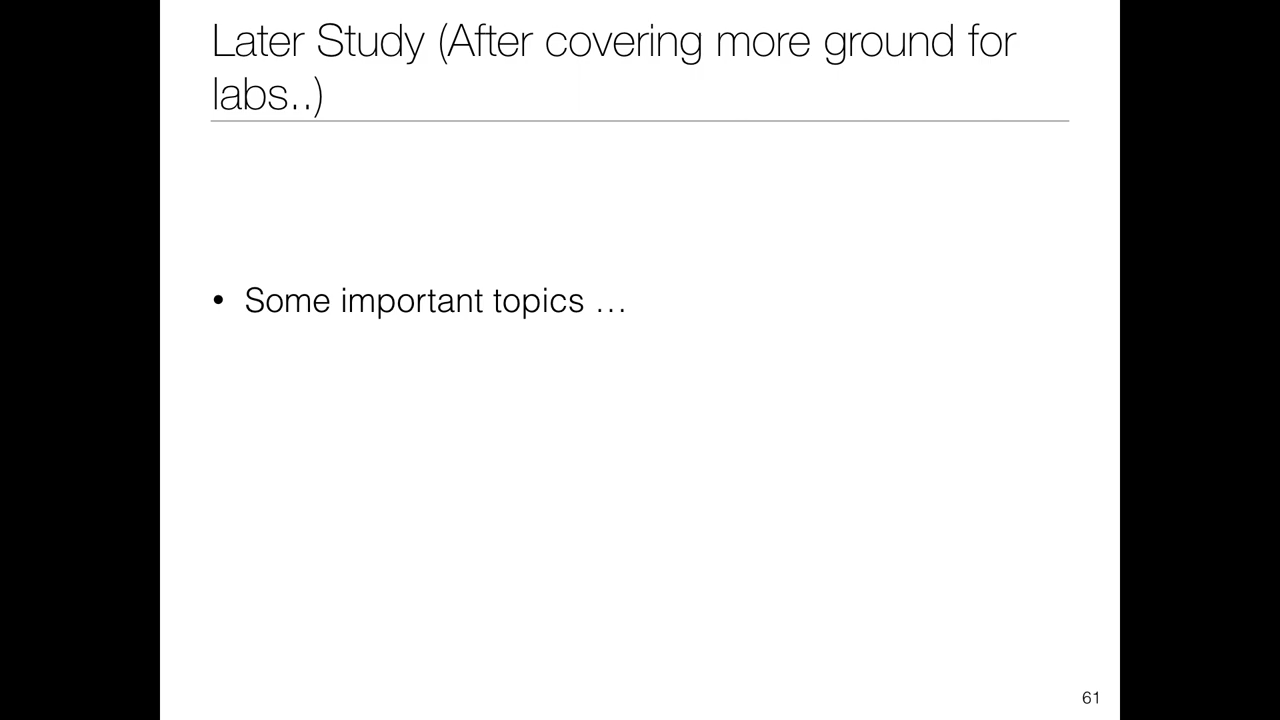 Later Study (After covering more ground for
labs..)
• Some important topics …
61